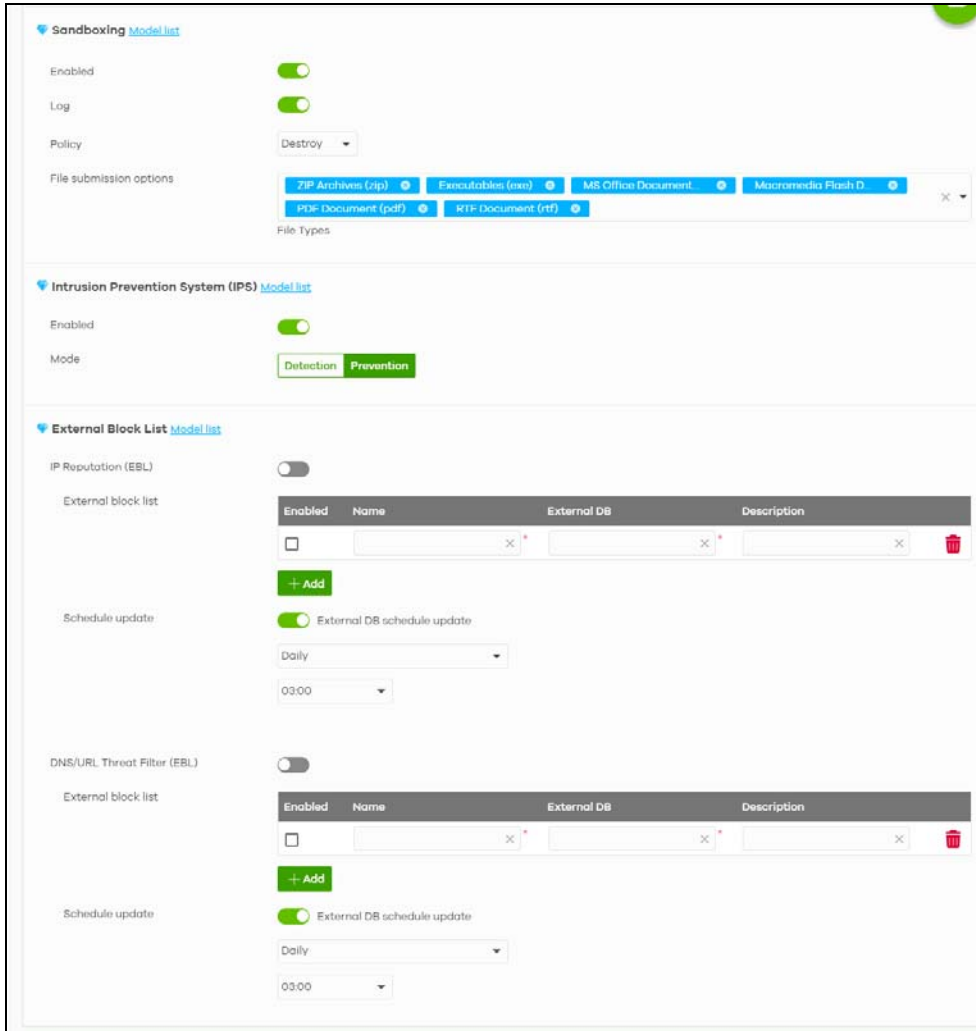 Sandboxing Model list
Enabled
Log
Policy Destroy
File submission options
ZIP Archives (zip) Executables (exe) MS Office Document... Macromedia Flash D...
PDF Document (pdf) RTF Document (rtf)
File Types
Intrusion Prevention System (IPS) Model list
Enabled
Mode Detection Prevention
External Block List Model list
IP Reputation (EBL)
External block list
Enabled Name External DB Description
* *
+ Add
Schedule update External DB schedule update
Daily
03:00
DNS/URL Threat Filter (EBL)
External block list
Enabled Name External DB Description
* *
+ Add
Schedule update External DB schedule update
Daily
03:00